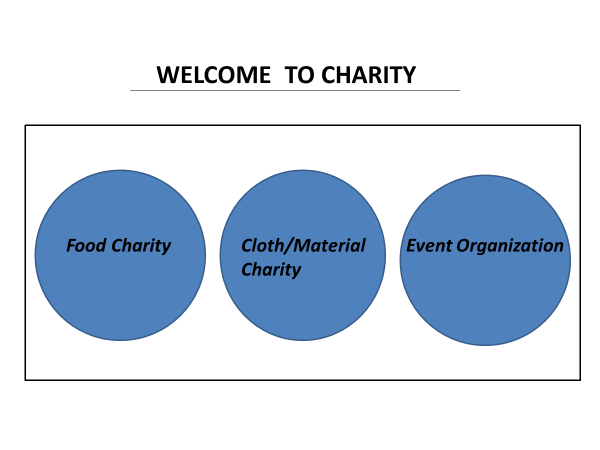 WELCOME TO CHARITY
Food Charity
Cloth/Material
Charity
Event Organization